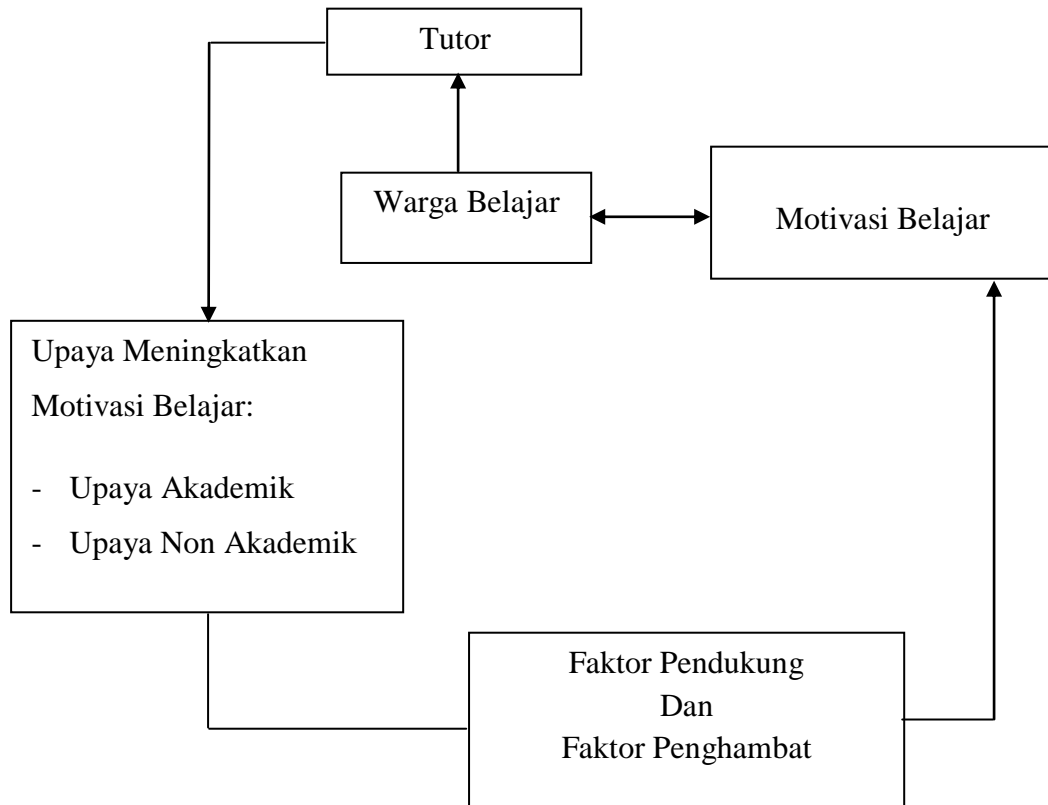 Tutor
Warga Belajar
Motivasi Belajar
Upaya Meningkatkan
Motivasi Belajar:
- Upaya Akademik
- Upaya Non Akademik
Faktor Pendukung
Dan
Faktor Penghambat